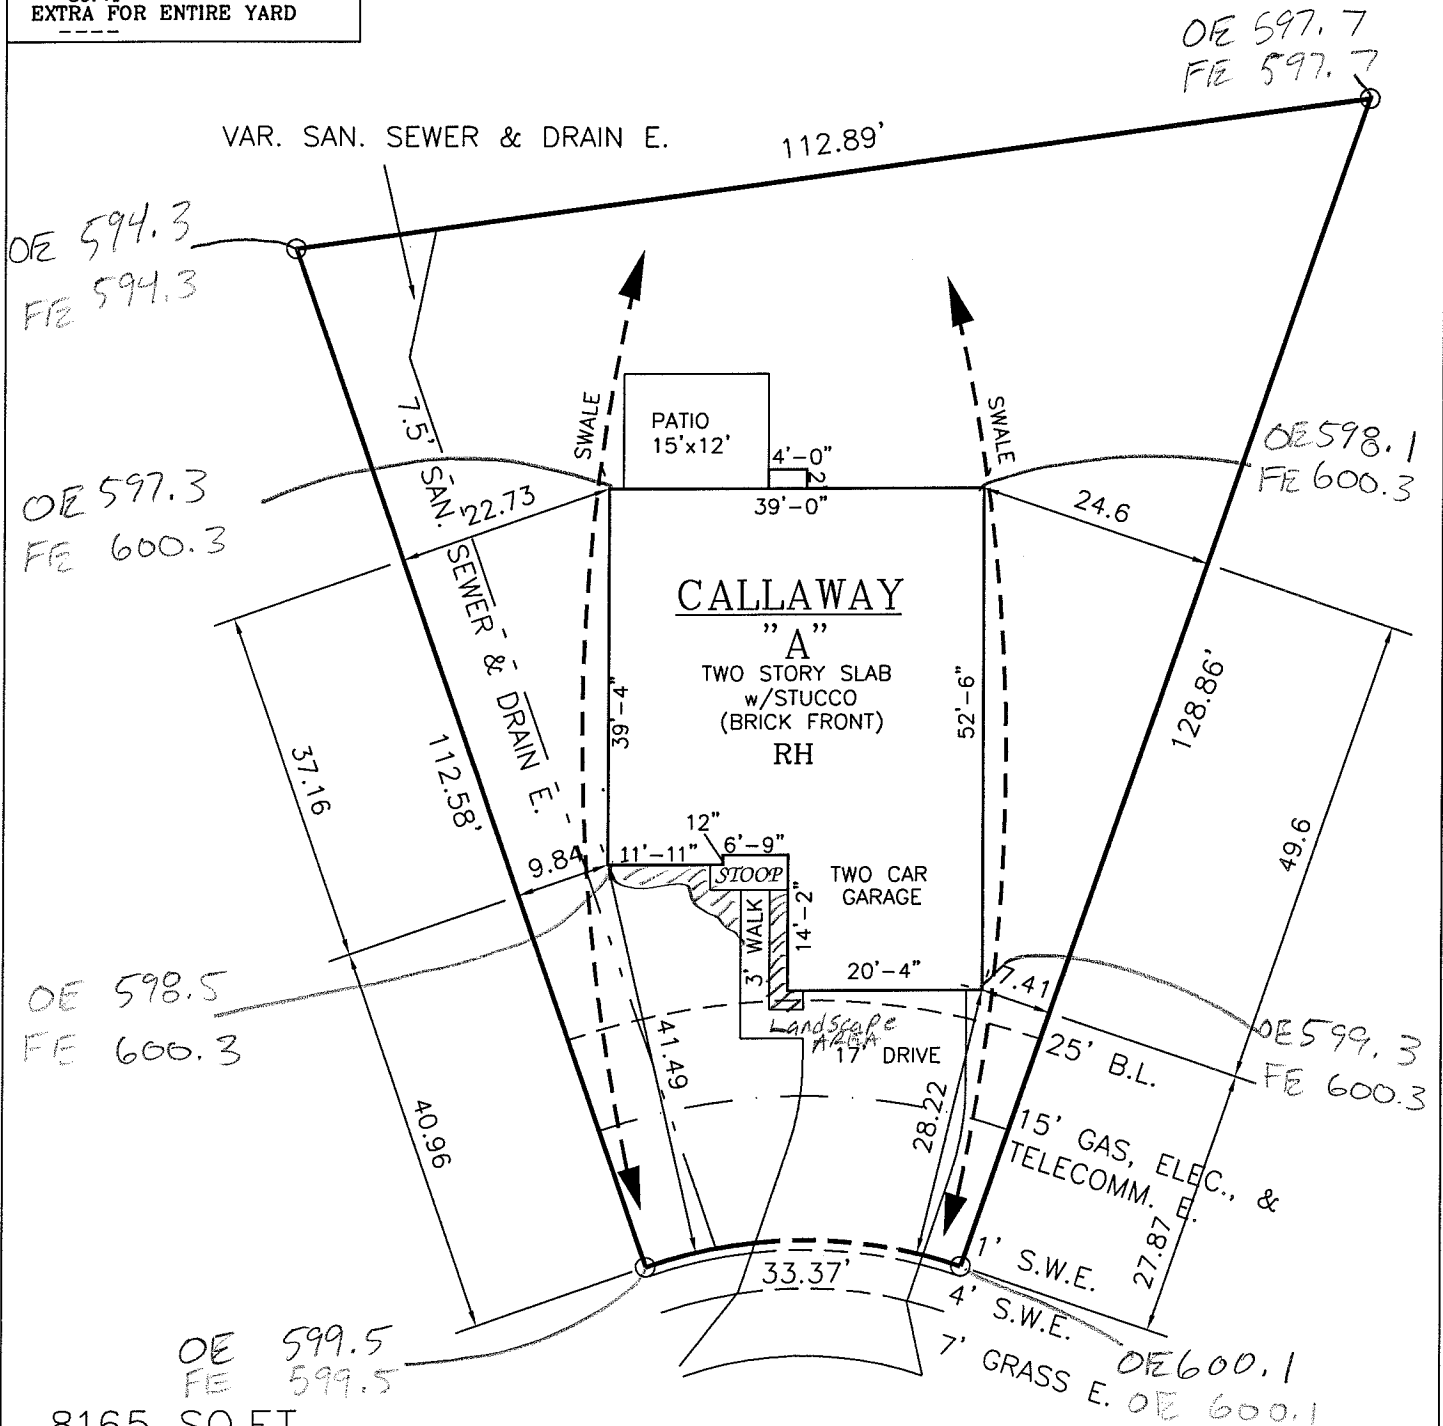 EXTRA FOR ENTIRE YARD
OE 597.7
FE 597.7
VAR. SAN. SEWER & DRAIN E.
112.89'
OE 594.3
FE 594.3
SWALE
PATIO
15'x12'
4'-0"
2'
SWALE
OE 598.1
FE 600.3
7.5' SAN. SEWER & DRAIN E.
OE 597.3
FE 600.3
22.73
39'-0"
24.6
CALLAWAY
"A"
TWO STORY SLAB
w/STUCCO
(BRICK FRONT)
RH
39'-4"
52'-6"
128.86'
37.16
112.58'
49.6
12"
6'-9"
9.84
11'-11"
STOOP
TWO CAR
GARAGE
3' WALK
14'-2"
20'-4"
7.41
OE 598.5
FE 600.3
Landscape
AREA
17' DRIVE
OE 599.3
FE 600.3
25' B.L.
41.49
28.22
40.96
15' GAS, ELEC., &
TELECOMM. E.
27.87
1' S.W.E.
33.37'
4' S.W.E.
7' GRASS E.
OE 599.5
FE 599.5
OE 600.1
OE 600.1
8165 SQ.FT.